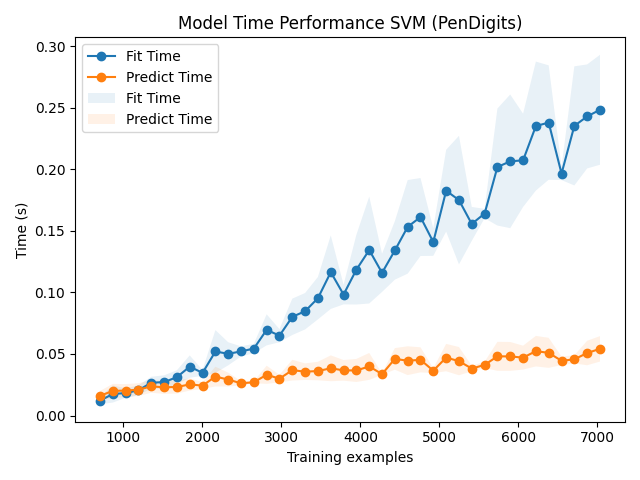 Model Time Performance SVM (PenDigits)
Fit Time
Predict Time
Fit Time
Predict Time
0.30
0.25
0.20
0.15
0.10
0.05
0.00
Time (s)
1000 2000 3000 4000 5000 6000 7000
Training examples